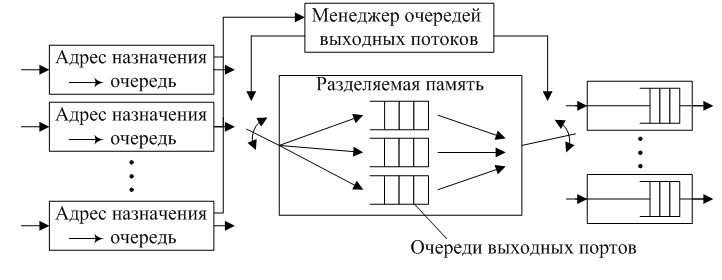 Менеджер очередей
выходных потоков
Адрес назначения
очередь
Разделяемая память
Адрес назначения
очередь
Адрес назначения
очередь
Очереди выходных портов